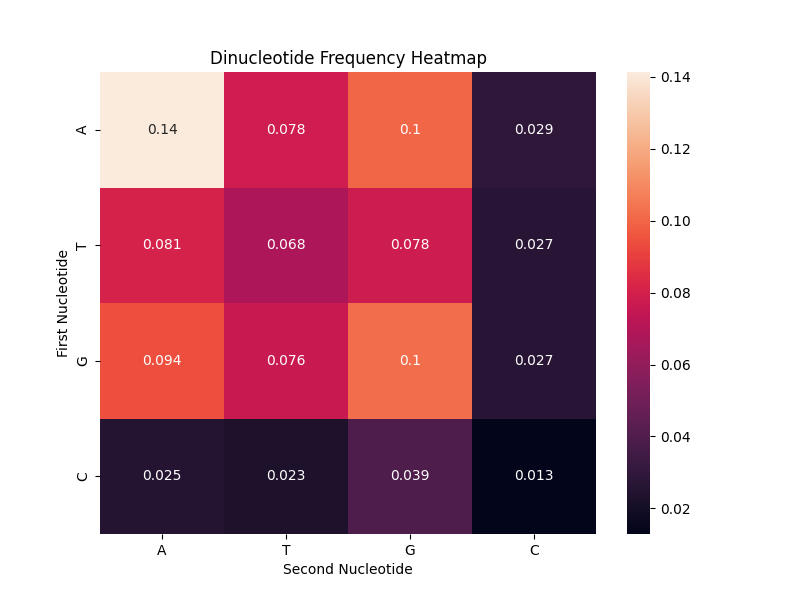 Dinucleotide Frequency Heatmap
First Nucleotide
A
0.14 0.078 0.1 0.029
T
0.081 0.068 0.078 0.027
G
0.094 0.076 0.1 0.027
C
0.025 0.023 0.039 0.013
A T G C
Second Nucleotide
0.14
0.12
0.10
0.08
0.06
0.04
0.02